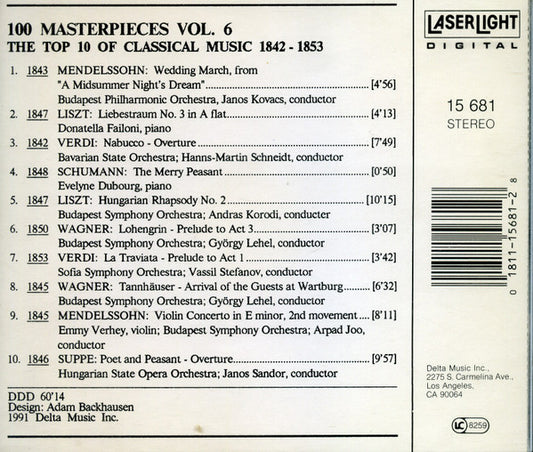 100 MASTERPIECES VOL. 6
THE TOP 10 OF CLASSICAL MUSIC 1842 - 1853
1. 1843 MENDELSSOHN: Wedding March, from
"A Midsummer Night's Dream"..........[4'56]
Budapest Philharmonic Orchestra, Janos Kovacs, conductor
2. 1847 LISZT: Liebestraum No. 3 in A flat..........[4'13]
Donatella Failoni, piano
3. 1842 VERDI: Nabucco - Overture..........[7'49]
Bavarian State Orchestra; Hanns-Martin Schneidt, conductor
4. 1848 SCHUMANN: The Merry Peasant..........[0'50]
Evelyne Dubourg, piano
5. 1847 LISZT: Hungarian Rhapsody No. 2..........[10'15]
Budapest Symphony Orchestra; Andras Korodi, conductor
6. 1850 WAGNER: Lohengrin - Prelude to Act 3..........[3'07]
Budapest Symphony Orchestra; György Lehel, conductor
7. 1853 VERDI: La Traviata - Prelude to Act 1..........[3'42]
Sofia Symphony Orchestra; Vassil Stefanov, conductor
8. 1845 WAGNER: Tannhäuser - Arrival of the Guests at Wartburg..........[6'32]
Budapest Symphony Orchestra; György Lehel, conductor
9. 1845 MENDELSSOHN: Violin Concerto in E minor, 2nd movement....[8'11]
Emmy Verhey, violin; Budapest Symphony Orchestra; Arpad Joo,
conductor
10. 1846 SUPPE: Poet and Peasant - Overture..........[9'57]
Hungarian State Opera Orchestra; Janos Sandor, conductor
DDD 60'14
Design: Adam Backhausen
1991 Delta Music Inc.
LASERLIGHT
DIGITAL
15 681
STEREO
0 1811-15681-2 8
Delta Music Inc.,
2275 S. Carmelina Ave.,
Los Angeles,
CA 90064
LC 8259